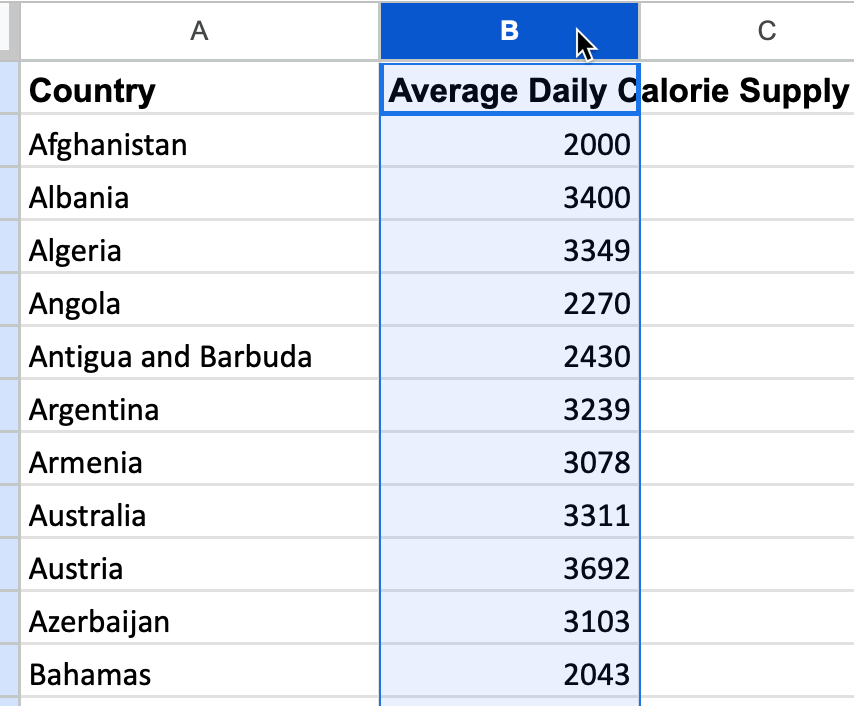 A B C
Country Average Daily Calorie Supply
Afghanistan 2000
Albania 3400
Algeria 3349
Angola 2270
Antigua and Barbuda 2430
Argentina 3239
Armenia 3078
Australia 3311
Austria 3692
Azerbaijan 3103
Bahamas 2043